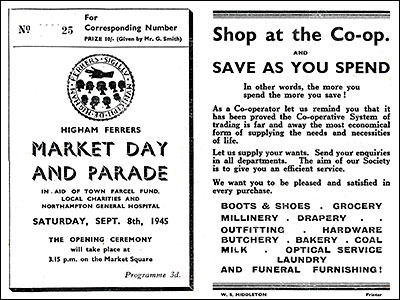 No 25
For
Corresponding Number
PRIZE 10/- (Given by Mr. G. Smith)
HIGHAM FERRERS
MARKET DAY
AND PARADE
IN AID OF TOWN PARCEL FUND,
LOCAL CHARITIES AND
NORTHAMPTON GENERAL HOSPITAL
SATURDAY, SEPT. 8th, 1945
THE OPENING CEREMONY
will take place at
3.15 p.m. on the Market Square
Programme 3d.
Shop at the Co-op.
AND
SAVE AS YOU SPEND
In other words, the more you
spend the more you save !
As a Co-operator let us remind you that it
has been proved the Co-operative System of
trading is far and away the most economical
form of supplying the needs and necessities
of life.
Let us supply your wants. Send your enquiries
in all departments. The aim of our Society
is to give you an efficient service.
We want you to be pleased and satisfied in
every purchase.
BOOTS & SHOES . GROCERY
MILLINERY . DRAPERY . .
OUTFITTING . HARDWARE
BUTCHERY . BAKERY . COAL
MILK . OPTICAL SERVICE
LAUNDRY
AND FUNERAL FURNISHING!
W. S. MIDDLETON Printer